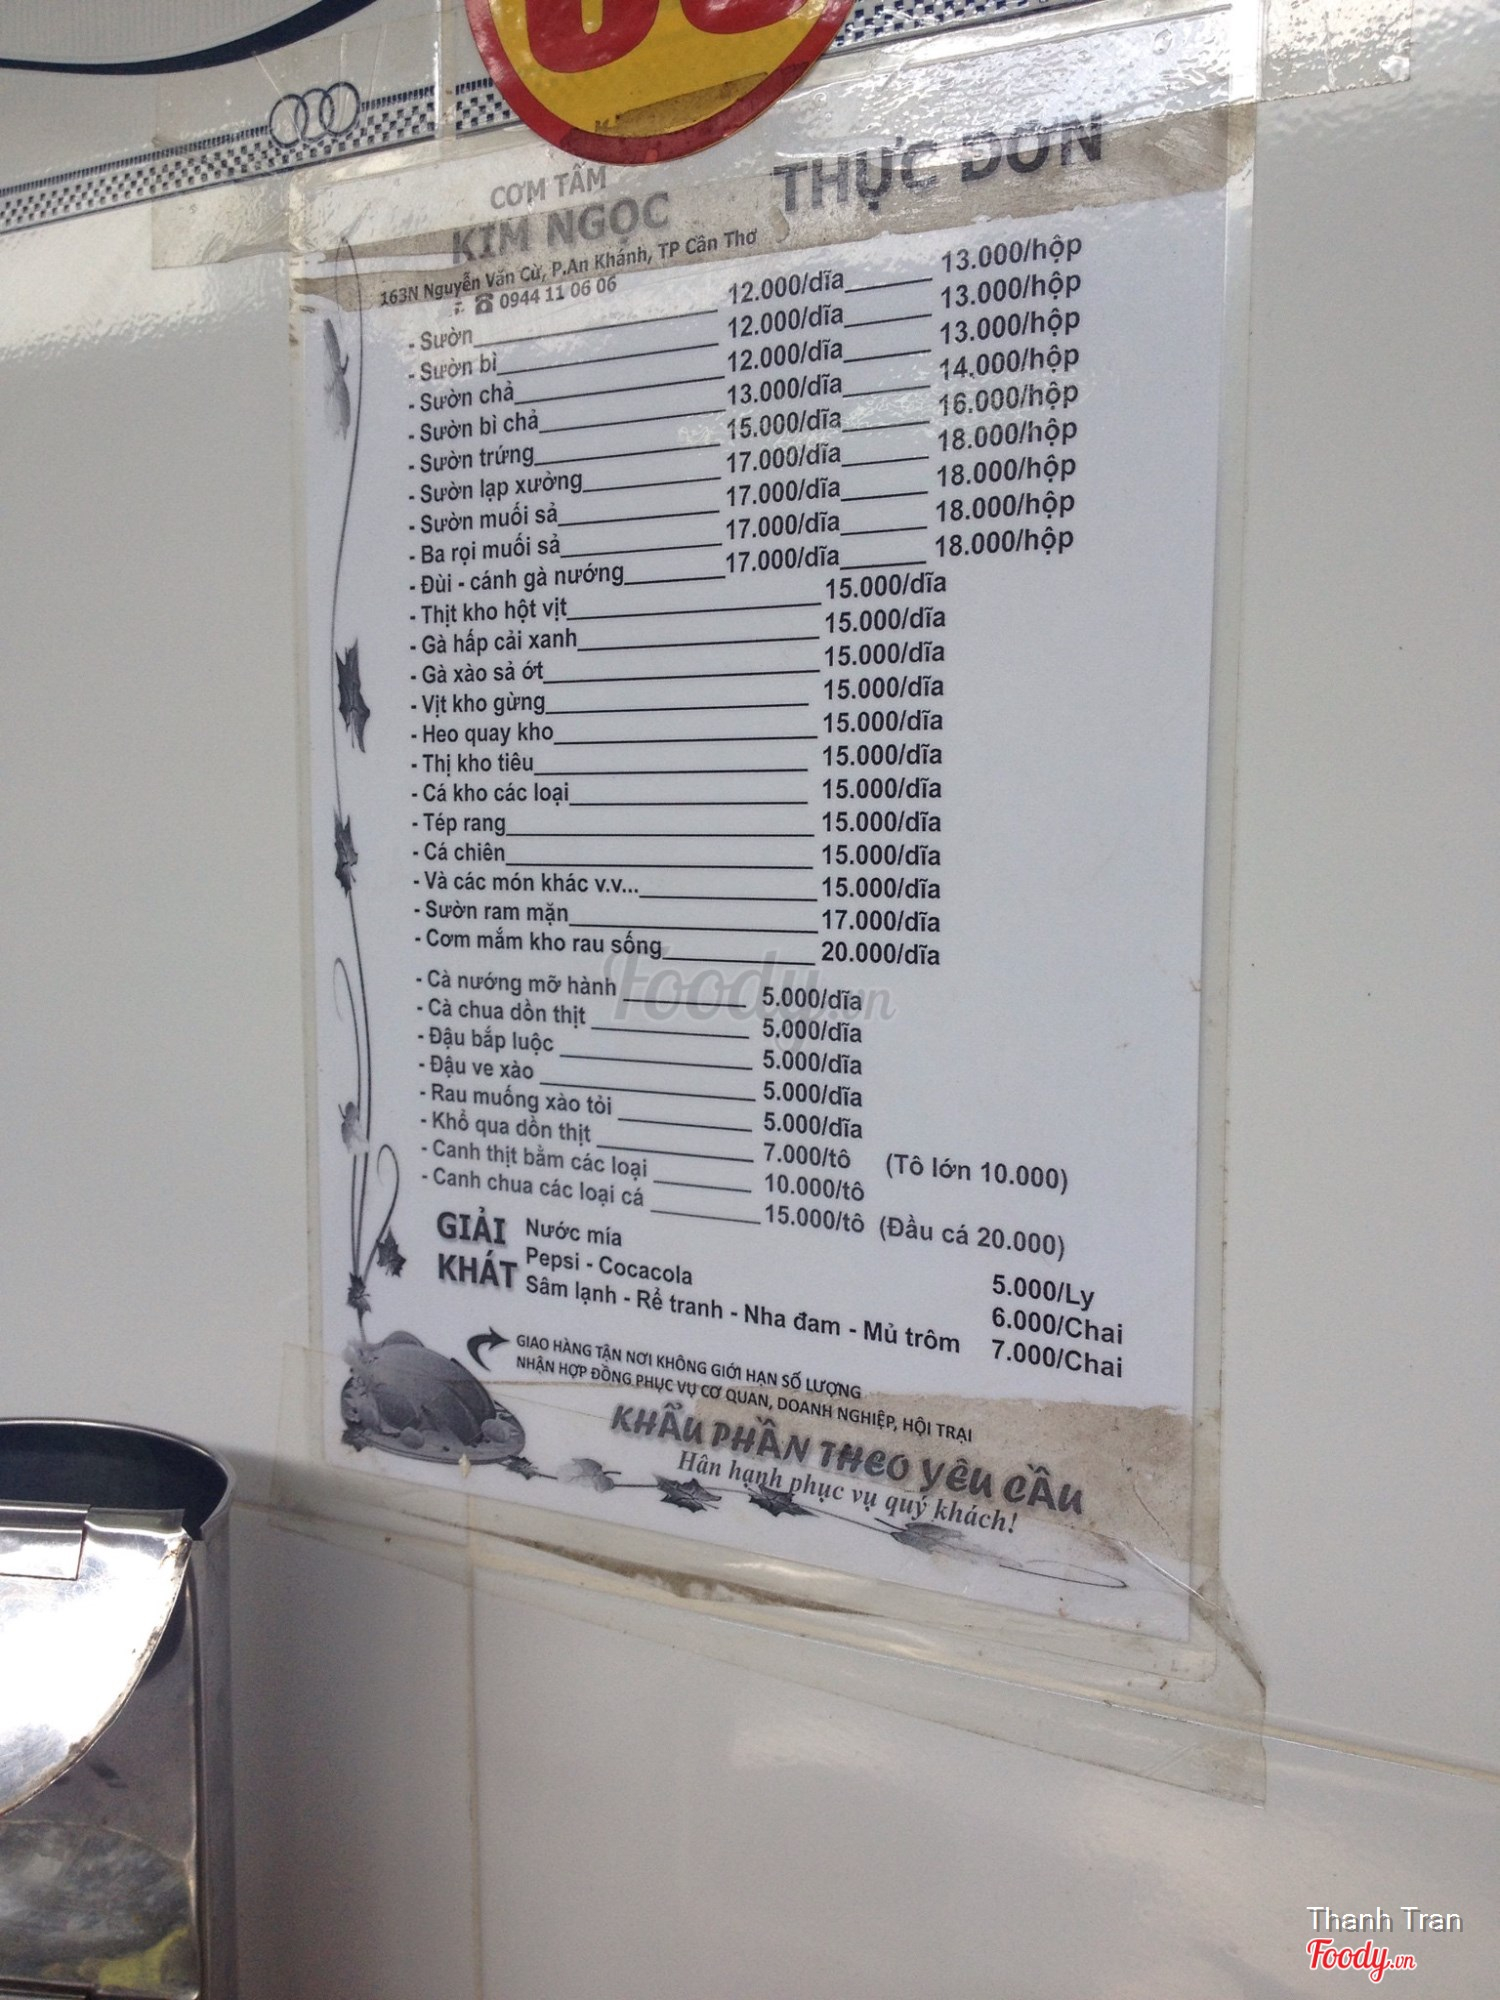 CƠM TẤM
KIM NGỌC
THỰC ĐƠN
163N Nguyễn Văn Cừ, P.An Khánh, TP Cần Thơ
☎ 0944 11 06 06
- Sườn 12.000/dĩa 13.000/hộp
- Sườn bì 12.000/dĩa 13.000/hộp
- Sườn chả 12.000/dĩa 13.000/hộp
- Sườn bì chả 13.000/dĩa 14.000/hộp
- Sườn trứng 15.000/dĩa 16.000/hộp
- Sườn lạp xưởng 17.000/dĩa 18.000/hộp
- Sườn muối sả 17.000/dĩa 18.000/hộp
- Ba rọi muối sả 17.000/dĩa 18.000/hộp
- Đùi - cánh gà nướng 17.000/dĩa 18.000/hộp
- Thịt kho hột vịt 15.000/dĩa
- Gà hấp cải xanh 15.000/dĩa
- Gà xào sả ớt 15.000/dĩa
- Vịt kho gừng 15.000/dĩa
- Heo quay kho 15.000/dĩa
- Thị kho tiêu 15.000/dĩa
- Cá kho các loại 15.000/dĩa
- Tép rang 15.000/dĩa
- Cá chiên 15.000/dĩa
- Và các món khác v.v... 15.000/dĩa
- Sườn ram mặn 17.000/dĩa
- Cơm mắm kho rau sống 20.000/dĩa
- Cà nướng mỡ hành 5.000/dĩa
- Cà chua dồn thịt 5.000/dĩa
- Đậu bắp luộc 5.000/dĩa
- Đậu ve xào 5.000/dĩa
- Rau muống xào tỏi 5.000/dĩa
- Khổ qua dồn thịt 7.000/tô (Tô lớn 10.000)
- Canh thịt bằm các loại 10.000/tô
- Canh chua các loại cá 15.000/tô (Đầu cá 20.000)
GIẢI KHÁT
Nước mía 5.000/Ly
Pepsi - Cocacola 6.000/Chai
Sâm lạnh - Rể tranh - Nha đam - Mủ trôm 7.000/Chai
GIAO HÀNG TẬN NƠI KHÔNG GIỚI HẠN SỐ LƯỢNG
NHẬN HỢP ĐỒNG PHỤC VỤ CƠ QUAN, DOANH NGHIỆP, HỘI TRẠI
KHẨU PHẦN THEO YÊU CẦU
Hân hạnh phục vụ quý khách!
Foody.vn
Thanh Tran
Foody.vn